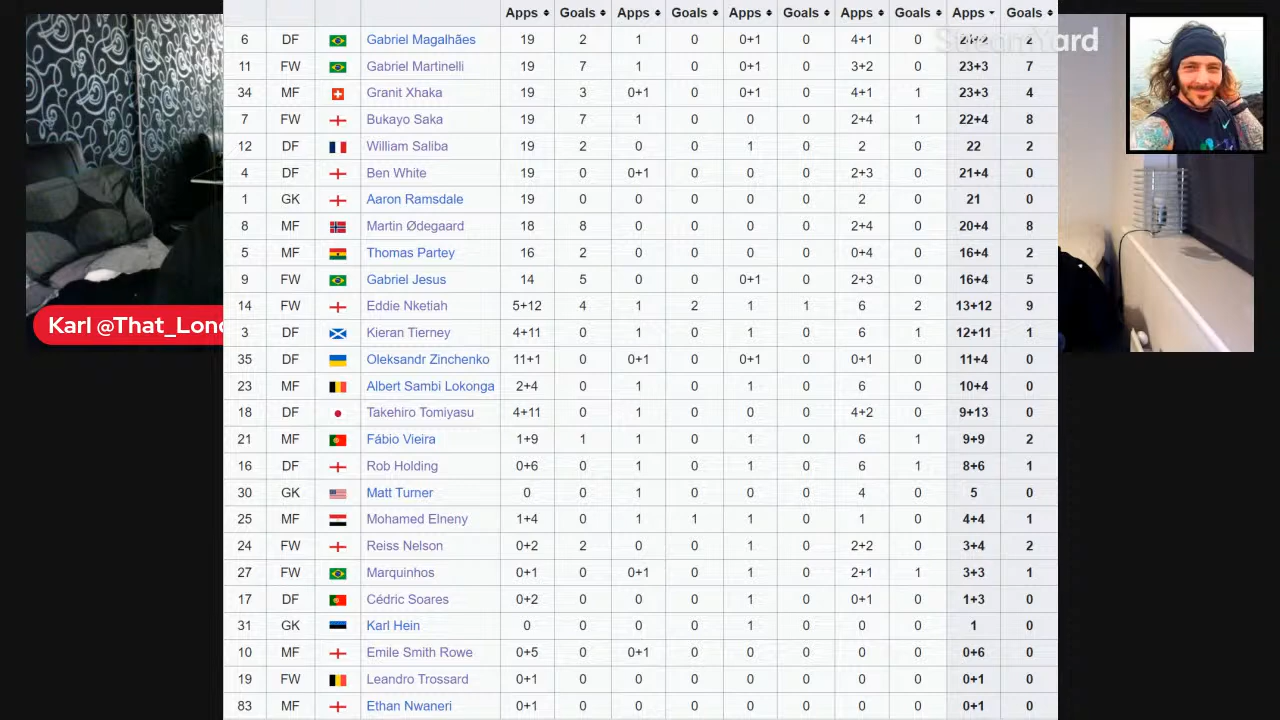 Apps Goals Apps Goals Apps Goals Apps Goals Apps Goals
6 DF Gabriel Magalhães 19 2 1 0 0+1 0 4+1 0
11 FW Gabriel Martinelli 19 7 1 0 0+1 0 3+2 0 23+3 7
34 MF Granit Xhaka 19 3 0+1 0 0+1 0 4+1 1 23+3 4
7 FW Bukayo Saka 19 7 1 0 0 0 2+4 1 22+4 8
12 DF William Saliba 19 2 0 0 1 0 2 0 22 2
4 DF Ben White 19 0 0+1 0 0 0 2+3 0 21+4 0
1 GK Aaron Ramsdale 19 0 0 0 0 0 2 0 21 0
8 MF Martin Ødegaard 18 8 0 0 0 0 2+4 0 20+4 8
5 MF Thomas Partey 16 2 0 0 0 0 0+4 0 16+4 2
9 FW Gabriel Jesus 14 5 0 0 0+1 0 2+3 0 16+4 5
14 FW Eddie Nketiah 5+12 4 1 2 1 1 6 2 13+12 9
Karl @That_Lond
3 DF Kieran Tierney 4+11 0 1 0 1 0 6 1 12+11 1
35 DF Oleksandr Zinchenko 11+1 0 0+1 0 0+1 0 0+1 0 11+4 0
23 MF Albert Sambi Lokonga 2+4 0 1 0 1 0 6 0 10+4 0
18 DF Takehiro Tomiyasu 4+11 0 1 0 0 0 4+2 0 9+13 0
21 MF Fábio Vieira 1+9 1 1 0 1 0 6 1 9+9 2
16 DF Rob Holding 0+6 0 1 0 1 0 6 1 8+6 1
30 GK Matt Turner 0 0 1 0 0 0 4 0 5 0
25 MF Mohamed Elneny 1+4 0 1 1 1 0 1 0 4+4 1
24 FW Reiss Nelson 0+2 2 0 0 1 0 2+2 0 3+4 2
27 FW Marquinhos 0+1 0 0+1 0 1 0 2+1 1 3+3 1
17 DF Cédric Soares 0+2 0 0 0 1 0 0+1 0 1+3 0
31 GK Karl Hein 0 0 0 0 1 0 0 0 1 0
10 MF Emile Smith Rowe 0+5 0 0+1 0 0 0 0 0 0+6 0
19 FW Leandro Trossard 0+1 0 0 0 0 0 0 0 0+1 0
83 MF Ethan Nwaneri 0+1 0 0 0 0 0 0 0 0+1 0